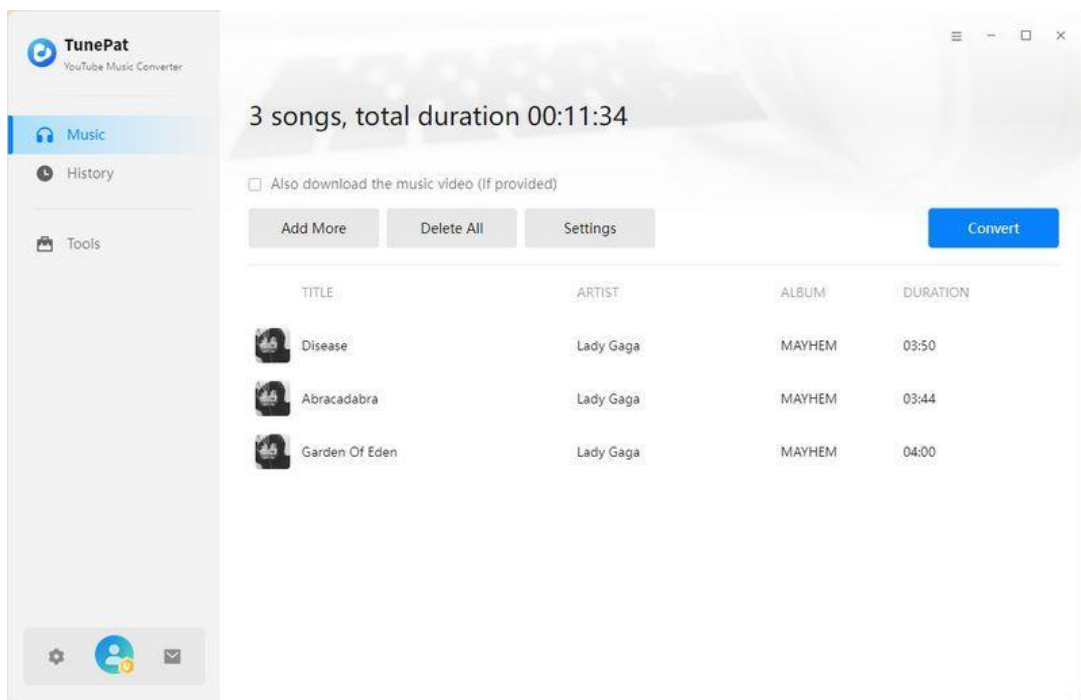 TunePat
YouTube Music Converter
Music
History
Tools
3 songs, total duration 00:11:34
Also download the music video (If provided)
Add More Delete All Settings Convert
TITLE ARTIST ALBUM DURATION
Disease Lady Gaga MAYHEM 03:50
Abracadabra Lady Gaga MAYHEM 03:44
Garden Of Eden Lady Gaga MAYHEM 04:00